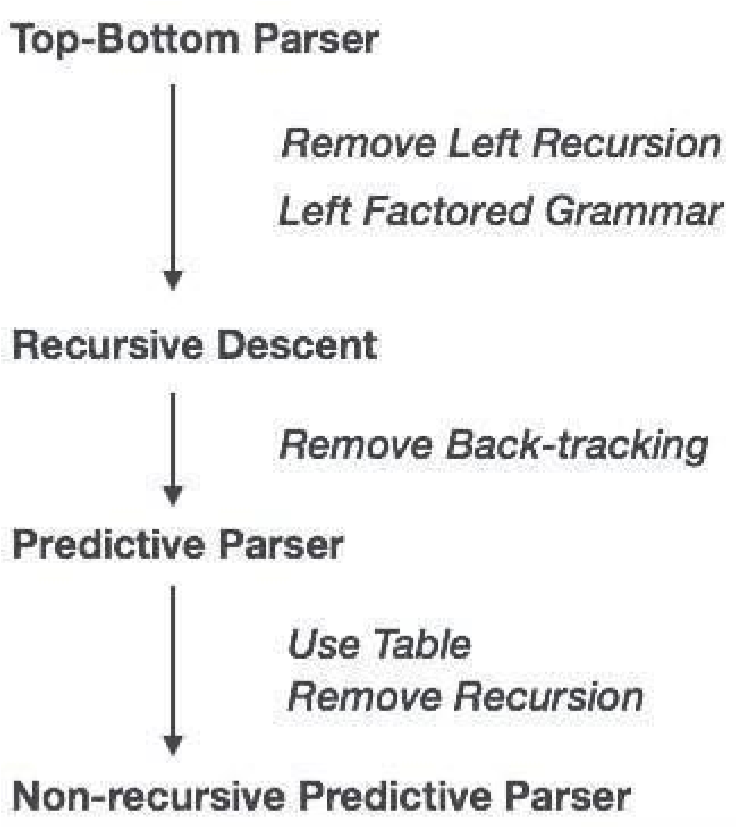 Top-Bottom Parser
Remove Left Recursion
Left Factored Grammar
Recursive Descent
Remove Back-tracking
Predictive Parser
Use Table
Remove Recursion
Non-recursive Predictive Parser